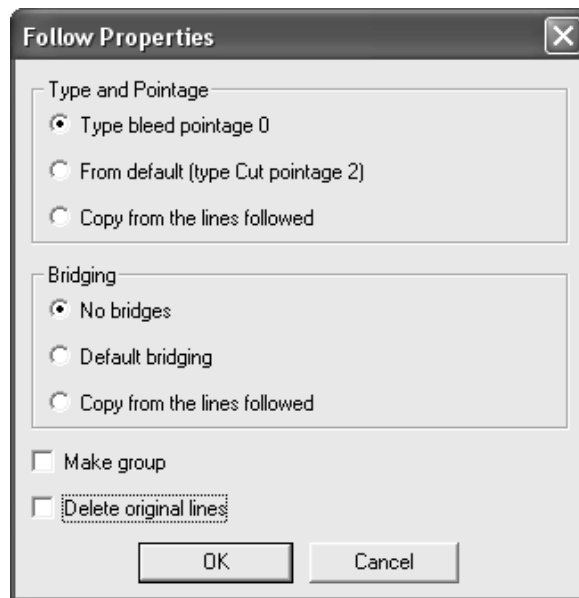 Follow Properties
Type and Pointage
Type bleed pointage 0
From default (type Cut pointage 2)
Copy from the lines followed
Bridging
No bridges
Default bridging
Copy from the lines followed
Make group
Delete original lines
OK Cancel